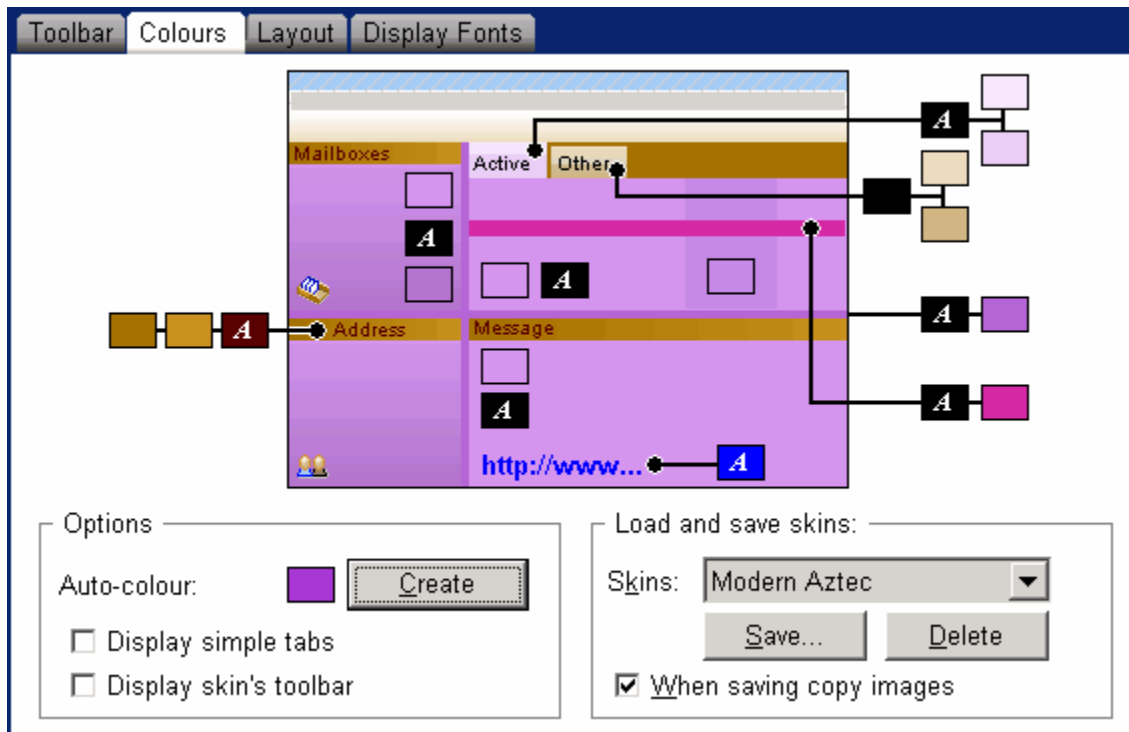 Toolbar Colours Layout Display Fonts
A
Mailboxes
Active Other
A
A
A
A Address Message
A
A
http://www... A
Options
Load and save skins:
Auto-colour: Create
Skins: Modern Aztec
Display simple tabs
Save... Delete
Display skin's toolbar
When saving copy images